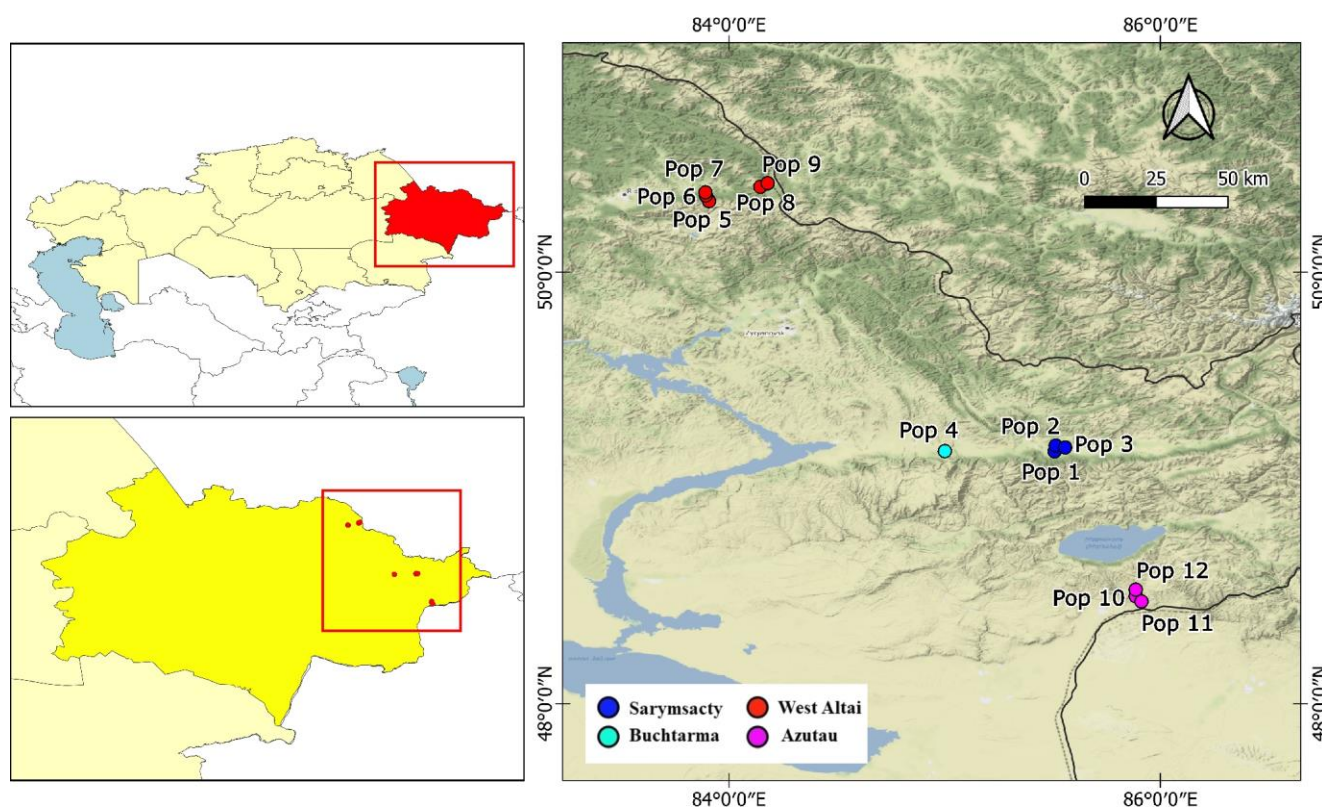 84°0′0″E
86°0′0″E
Pop 7
Pop 9
0 25 50 km
Pop 6
Pop 8
Pop 5
50°0′0″N
50°0′0″N
Pop 4
Pop 2
Pop 3
Pop 1
Pop 12
Pop 10
Pop 11
Sarymsacty
West Altai
48°0′0″N
48°0′0″N
Buchtarma
Azutau
84°0′0″E
86°0′0″E